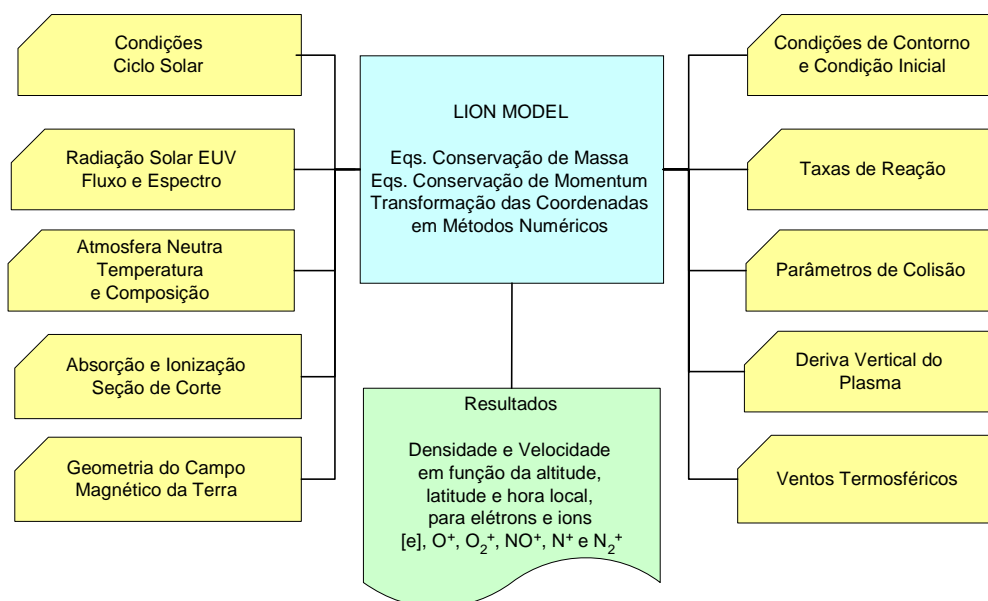 Condições
Ciclo Solar
Radiação Solar EUV
Fluxo e Espectro
Atmosfera Neutra
Temperatura
e Composição
Absorção e Ionização
Seção de Corte
Geometria do Campo
Magnético da Terra
LION MODEL
Eqs. Conservação de Massa
Eqs. Conservação de Momentum
Transformação das Coordenadas
em Métodos Numéricos
Resultados
Densidade e Velocidade
em função da altitude,
latitude e hora local,
para elétrons e ions
[e], O⁺, O₂⁺, NO⁺, N⁺ e N₂⁺
Condições de Contorno
e Condição Inicial
Taxas de Reação
Parâmetros de Colisão
Deriva Vertical do
Plasma
Ventos Termosféricos